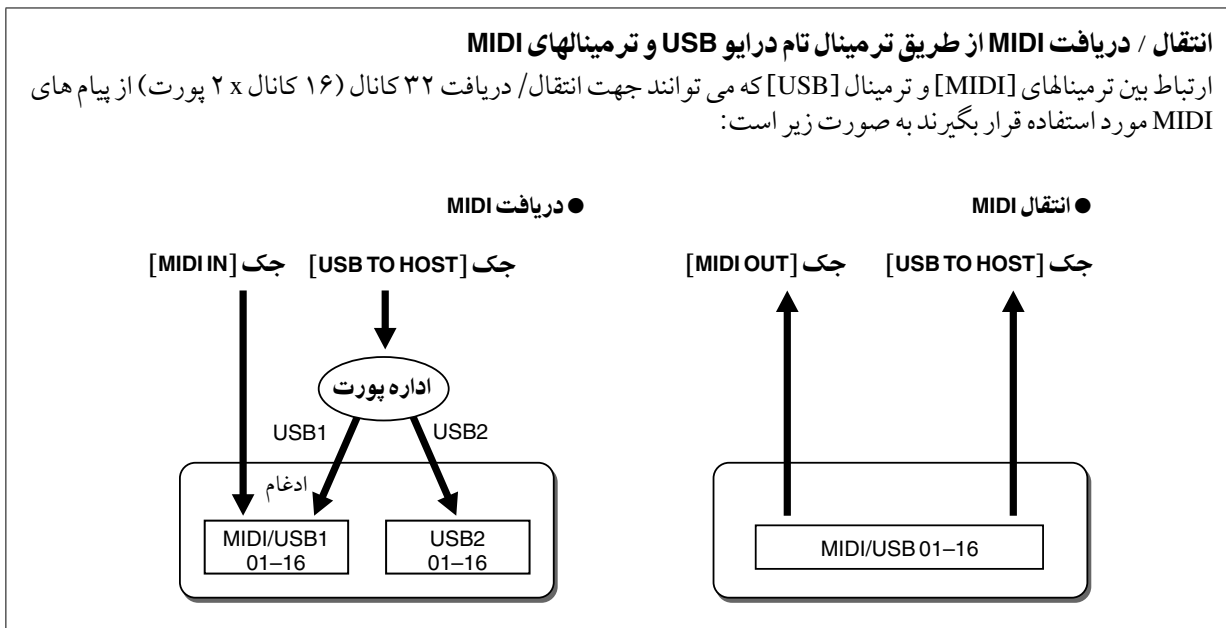 انتقال / دریافت MIDI از طریق ترمینال تام درایو USB و ترمینالهای MIDI
ارتباط بین ترمینالهای [MIDI] و ترمینال [USB] که می توانند جهت انتقال/ دریافت ۳۲ کانال (۱۶ کانال x ۲ پورت) از پیام های
MIDI مورد استفاده قرار بگیرند به صورت زیر است:
● انتقال MIDI
جک [USB TO HOST]
جک [MIDI OUT]
MIDI/USB 01–16
● دریافت MIDI
جک [USB TO HOST]
جک [MIDI IN]
اداره پورت
USB1
USB2
ادغام
MIDI/USB1
01–16
USB2
01–16